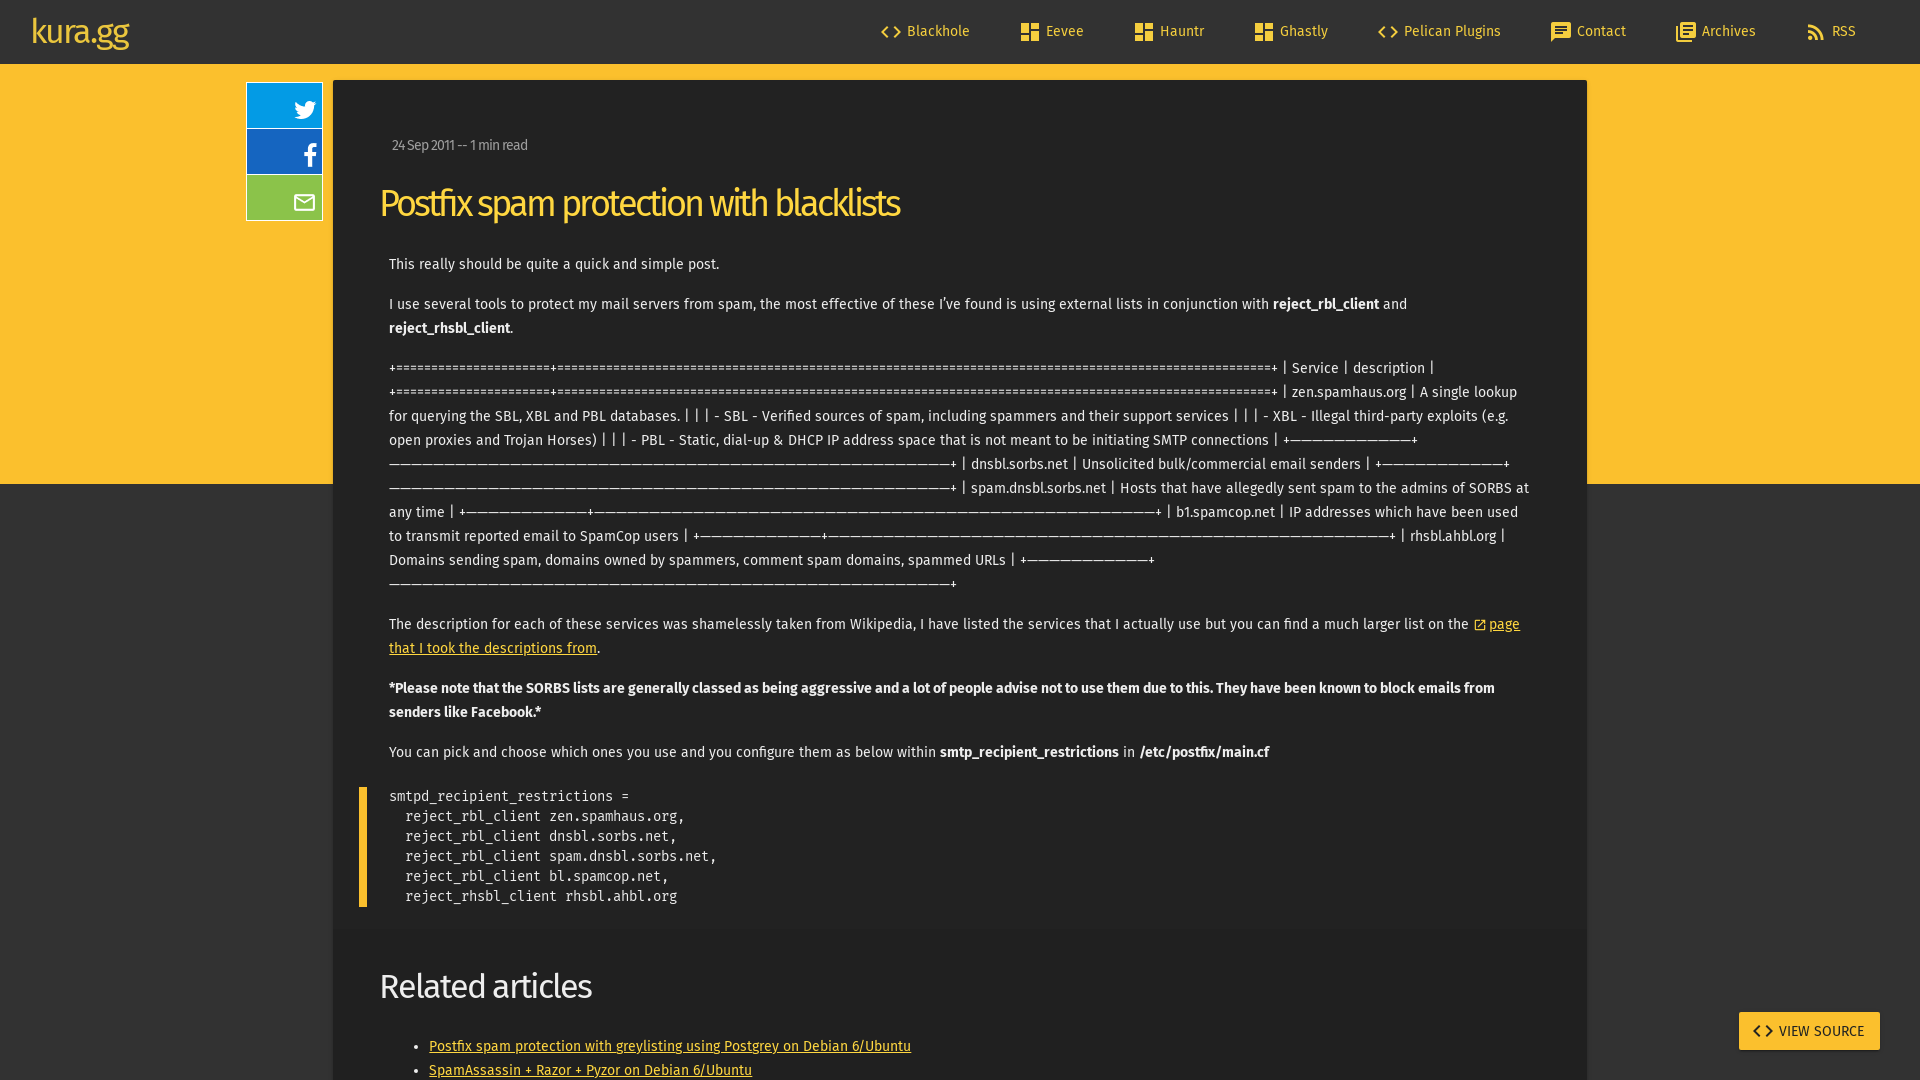 kura.gg
Blackhole
Eevee
Hauntr
Ghastly
Pelican Plugins
Contact
Archives
RSS
24 Sep 2011 -- 1 min read
Postfix spam protection with blacklists
This really should be quite a quick and simple post.
I use several tools to protect my mail servers from spam, the most effective of these I’ve found is using external lists in conjunction with reject_rbl_client and
reject_rhsbl_client.
+======================+======================================================================================================+ | Service | description |
+======================+======================================================================================================+ | zen.spamhaus.org | A single lookup
for querying the SBL, XBL and PBL databases. | | | - SBL - Verified sources of spam, including spammers and their support services | | | - XBL - Illegal third-party exploits (e.g.
open proxies and Trojan Horses) | | | - PBL - Static, dial-up & DHCP IP address space that is not meant to be initiating SMTP connections | +———————————–+
—————————————————————————————————————————————————+ | dnsbl.sorbs.net | Unsolicited bulk/commercial email senders | +———————————–+
—————————————————————————————————————————————————+ | spam.dnsbl.sorbs.net | Hosts that have allegedly sent spam to the admins of SORBS at
any time | +———————————–+—————————————————————————————————————————————————+ | b1.spamcop.net | IP addresses which have been used
to transmit reported email to SpamCop users | +———————————–+—————————————————————————————————————————————————+ | rhsbl.ahbl.org |
Domains sending spam, domains owned by spammers, comment spam domains, spammed URLs | +———————————–+
—————————————————————————————————————————————————+
The description for each of these services was shamelessly taken from Wikipedia, I have listed the services that I actually use but you can find a much larger list on the page
that I took the descriptions from.
*Please note that the SORBS lists are generally classed as being aggressive and a lot of people advise not to use them due to this. They have been known to block emails from
senders like Facebook.*
You can pick and choose which ones you use and you configure them as below within smtp_recipient_restrictions in /etc/postfix/main.cf
smtpd_recipient_restrictions =
  reject_rbl_client zen.spamhaus.org,
  reject_rbl_client dnsbl.sorbs.net,
  reject_rbl_client spam.dnsbl.sorbs.net,
  reject_rbl_client bl.spamcop.net,
  reject_rhsbl_client rhsbl.ahbl.org
Related articles
• Postfix spam protection with greylisting using Postgrey on Debian 6/Ubuntu
• SpamAssassin + Razor + Pyzor on Debian 6/Ubuntu
VIEW SOURCE